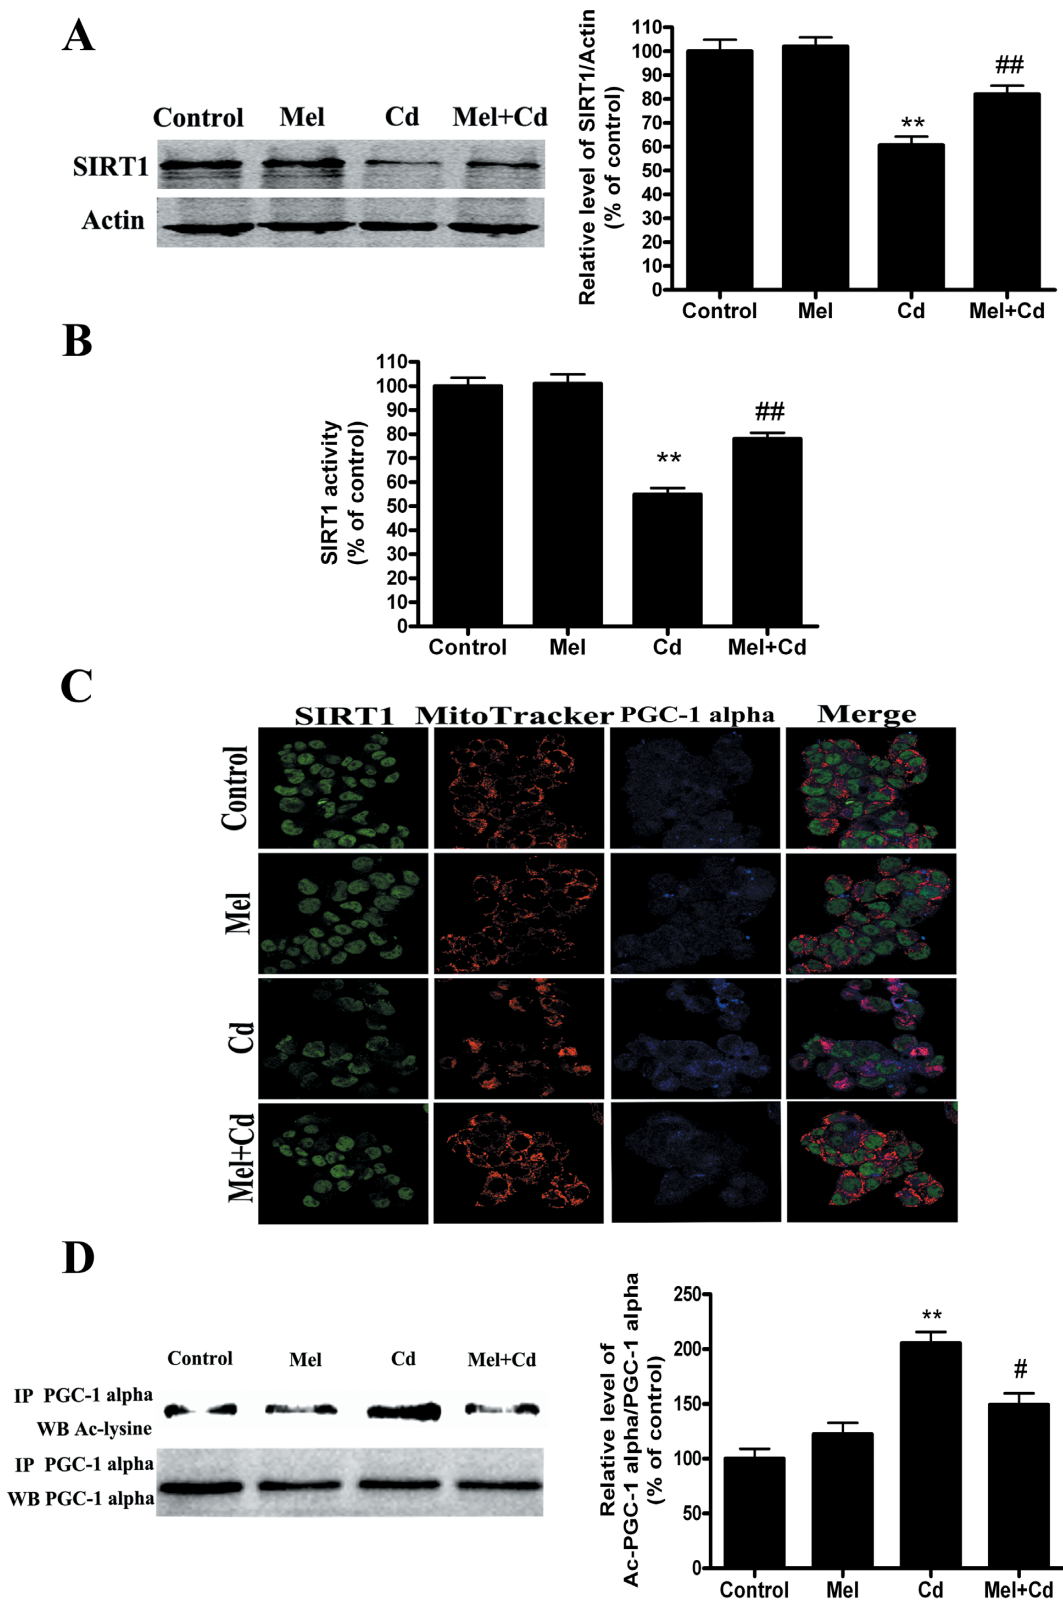 A
Control Mel Cd Mel+Cd
SIRT1
Actin
Relative level of SIRT1/Actin
(% of control)
110
100
90
80
70
60
50
40
30
20
10
0
**
##
Control Mel Cd Mel+Cd
B
SIRT1 activity
(% of control)
110
100
90
80
70
60
50
40
30
20
10
0
**
##
Control Mel Cd Mel+Cd
C
SIRT1 MitoTracker PGC-1 alpha Merge
Control
Mel
Cd
Mel+Cd
D
Control Mel Cd Mel+Cd
IP PGC-1 alpha
WB Ac-lysine
IP PGC-1 alpha
WB PGC-1 alpha
Relative level of
Ac-PGC-1 alpha/PGC-1 alpha
(% of control)
250
200
150
100
50
0
**
#
Control Mel Cd Mel+Cd